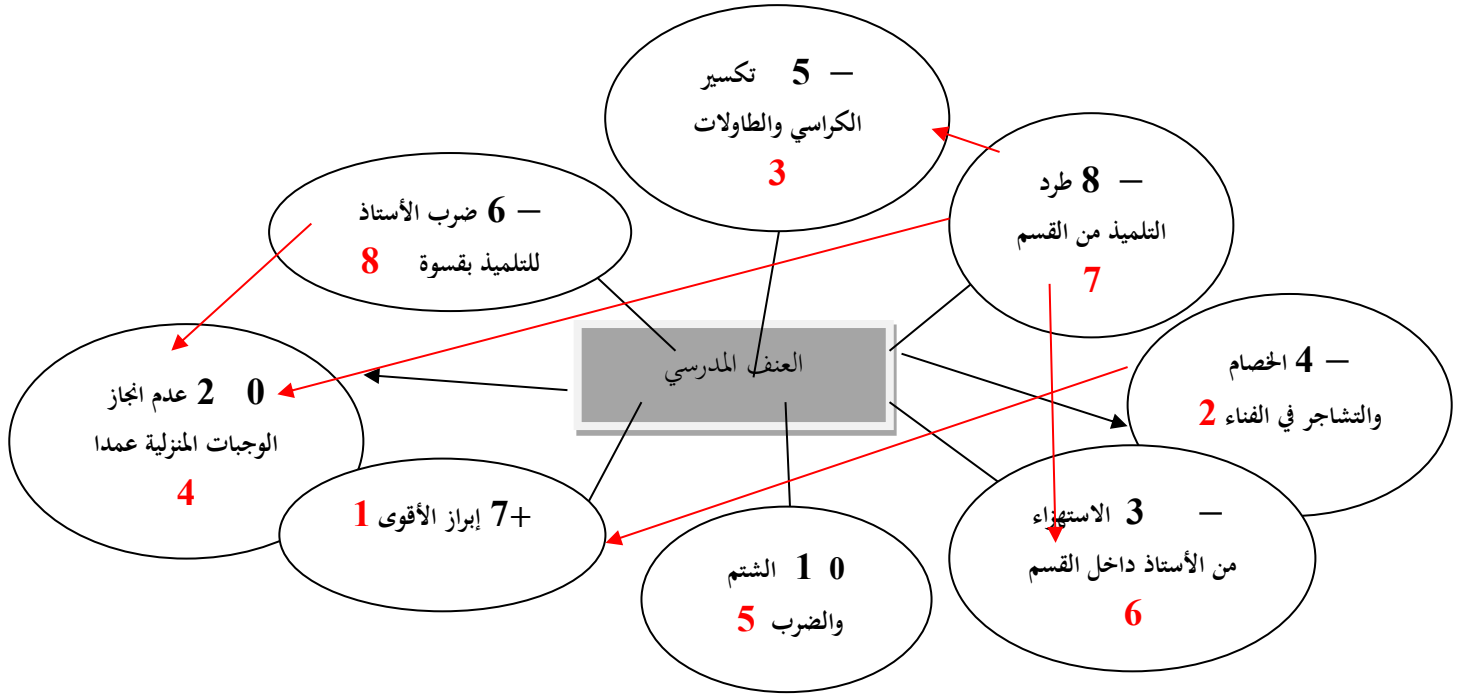 – 5 تكسير
الكراسي والطاولات
3
– 8 طرد
التلميذ من القسم
7
– 6 ضرب الأستاذ
للتلميذ بقسوة 8
العنف المدرسي
– 4 الخصام
والتشاجر في الفناء 2
0 2 عدم انجاز
الوجبات المنزلية عمدا
4
+7 إبراز الأقوى 1
0 1 الشتم
والضرب 5
– 3 الاستهزاء
من الأستاذ داخل القسم
6